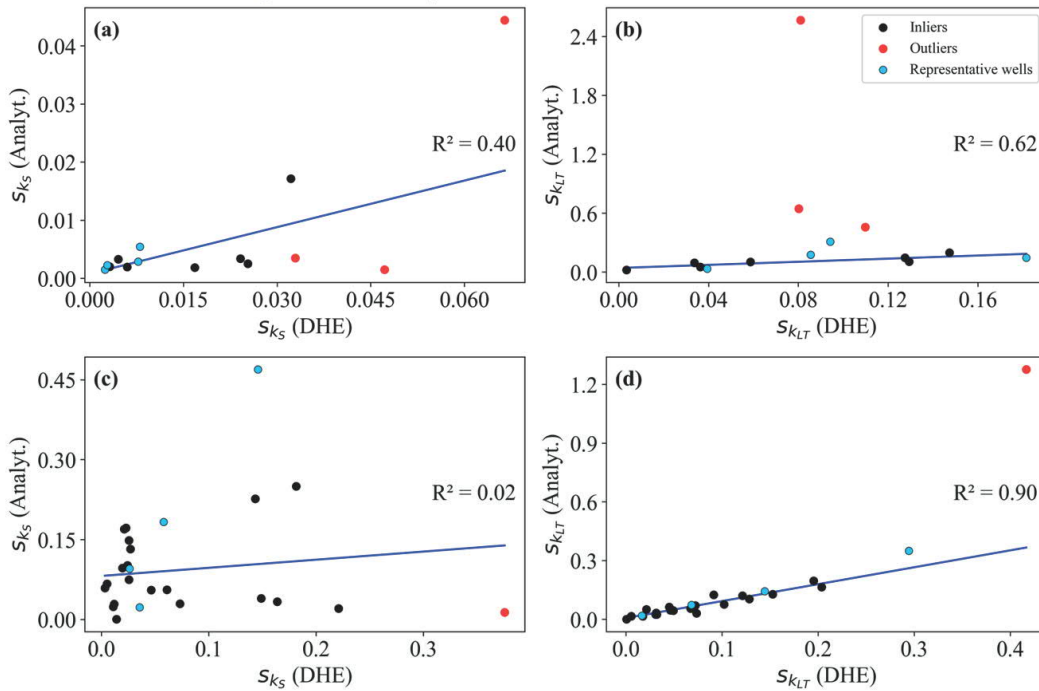 (a)
0.04
0.03
0.02
0.01
0.00
s_{k_S} (Analyt.)
R² = 0.40
0.000 0.015 0.030 0.045 0.060
s_{k_S} (DHE)
(b)
2.4
1.8
1.2
0.6
0.0
s_{k_{LT}} (Analyt.)
Inliers
Outliers
Representative wells
R² = 0.62
0.04 0.08 0.12 0.16
s_{k_{LT}} (DHE)
(c)
0.45
0.30
0.15
0.00
s_{k_S} (Analyt.)
R² = 0.02
0.0 0.1 0.2 0.3
s_{k_S} (DHE)
(d)
1.2
0.9
0.6
0.3
0.0
s_{k_{LT}} (Analyt.)
R² = 0.90
0.0 0.1 0.2 0.3 0.4
s_{k_{LT}} (DHE)